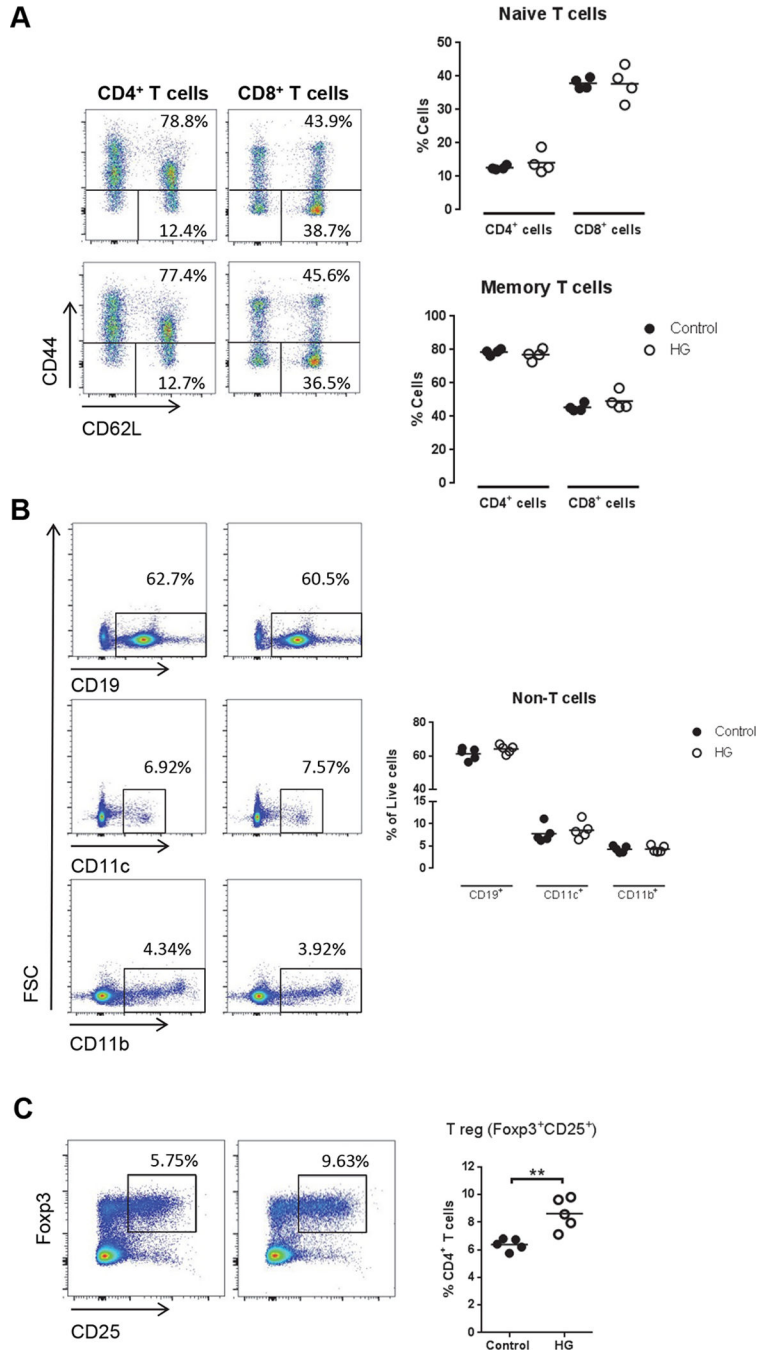 A
CD4⁺ T cells CD8⁺ T cells
78.8% 43.9%
12.4% 38.7%
77.4% 45.6%
12.7% 36.5%
CD44
CD62L
Naive T cells
50
40
30
20
10
0
% Cells
CD4⁺ cells CD8⁺ cells
Memory T cells
100
80
60
40
20
0
% Cells
CD4⁺ cells CD8⁺ cells
Control
HG
B
62.7% 60.5%
CD19
6.92% 7.57%
CD11c
4.34% 3.92%
FSC
CD11b
Non-T cells
80
60
40
15
10
5
0
% of Live cells
CD19⁺ CD11c⁺ CD11b⁺
Control
HG
C
5.75% 9.63%
Foxp3
CD25
T reg (Foxp3⁺CD25⁺)
**
12
10
8
6
4
2
0
% CD4⁺ T cells
Control HG